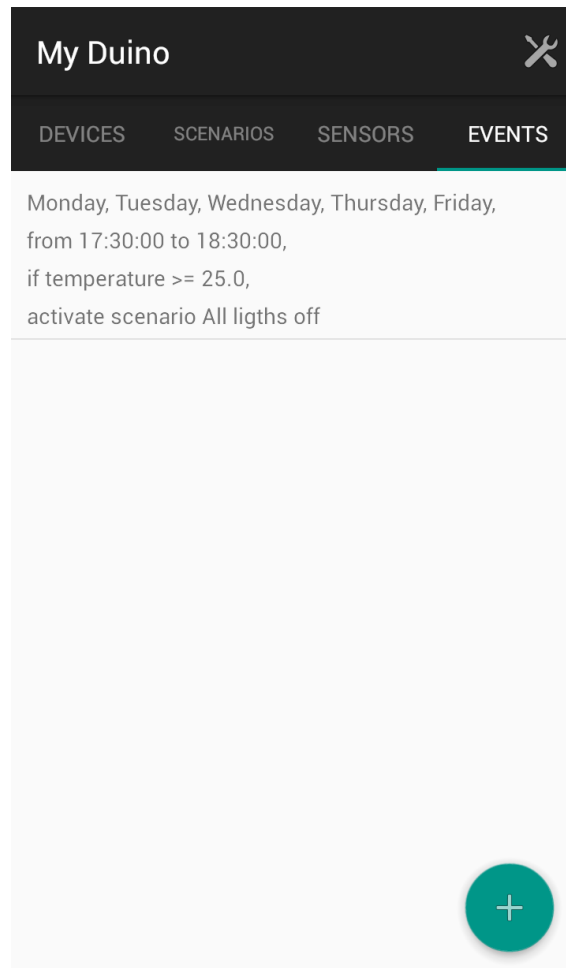 My Duino
DEVICES SCENARIOS SENSORS EVENTS
Monday, Tuesday, Wednesday, Thursday, Friday,
from 17:30:00 to 18:30:00,
if temperature >= 25.0,
activate scenario All ligths off